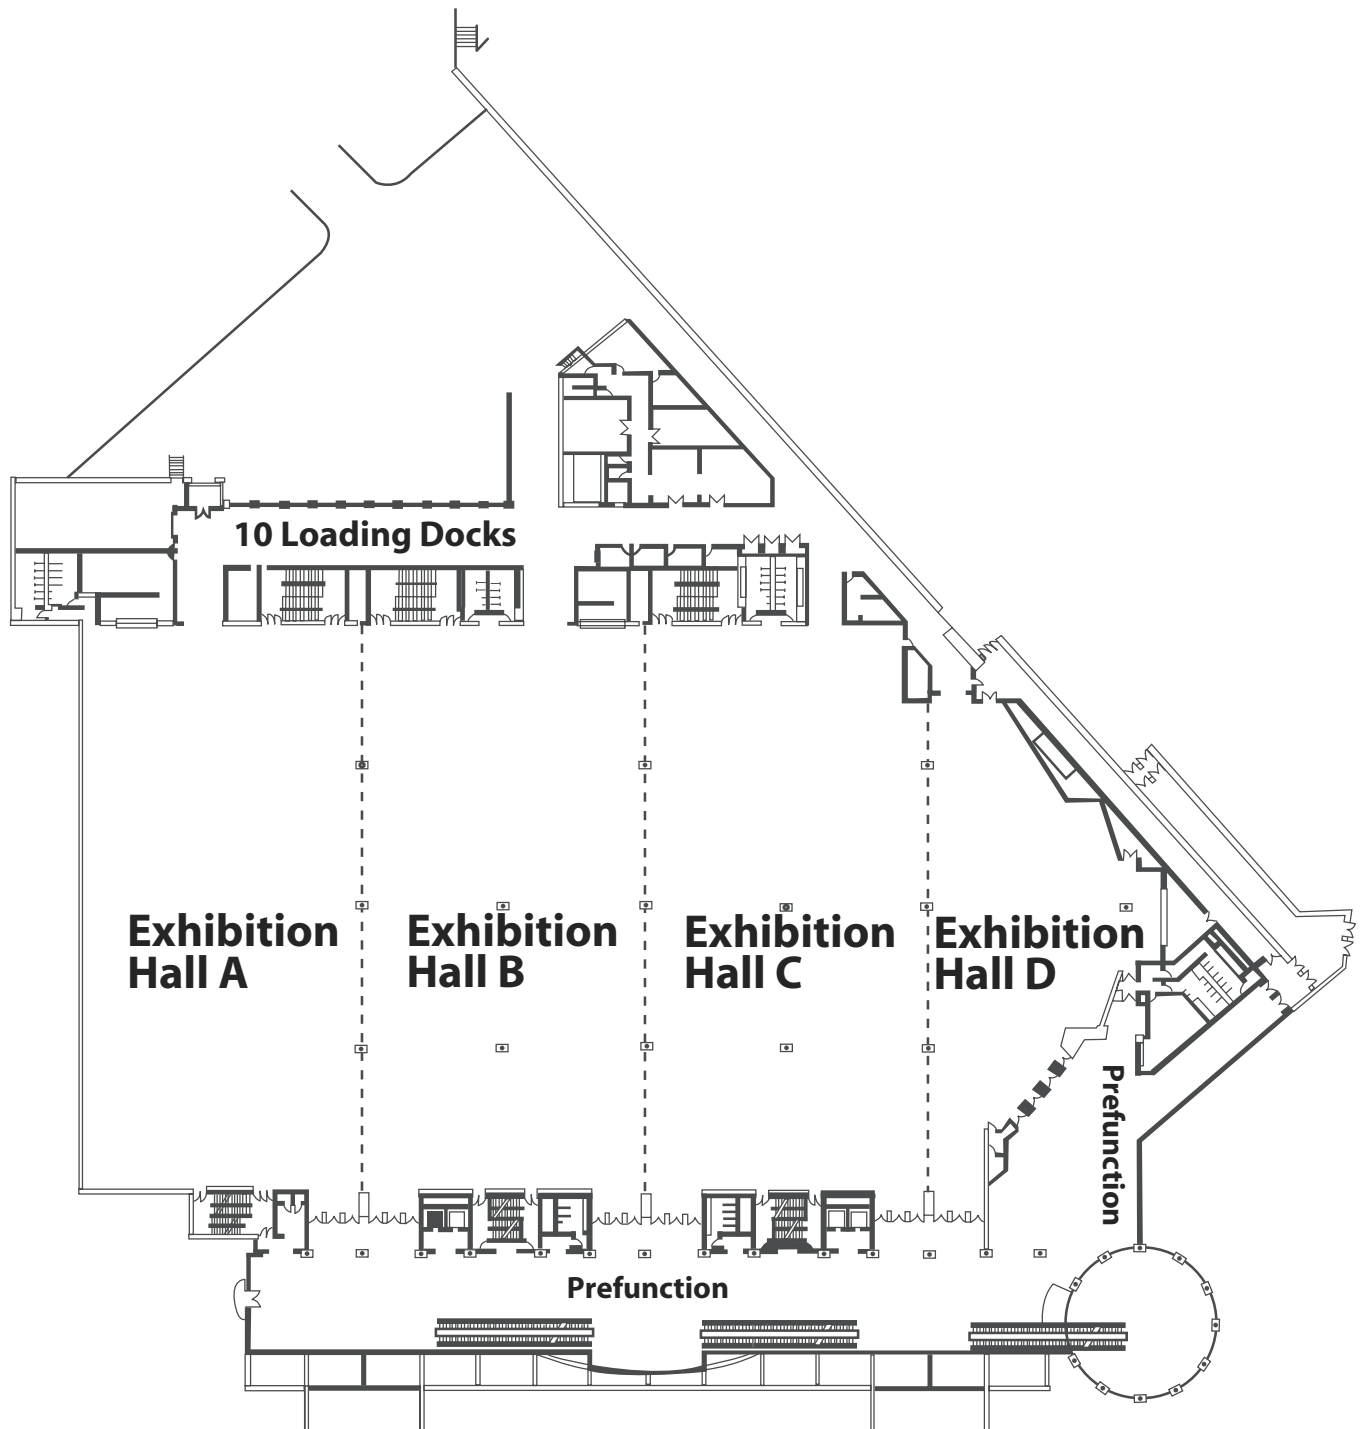 10 Loading Docks
Exhibition
Hall A
Exhibition
Hall B
Exhibition
Hall C
Exhibition
Hall D
Prefunction
Prefunction